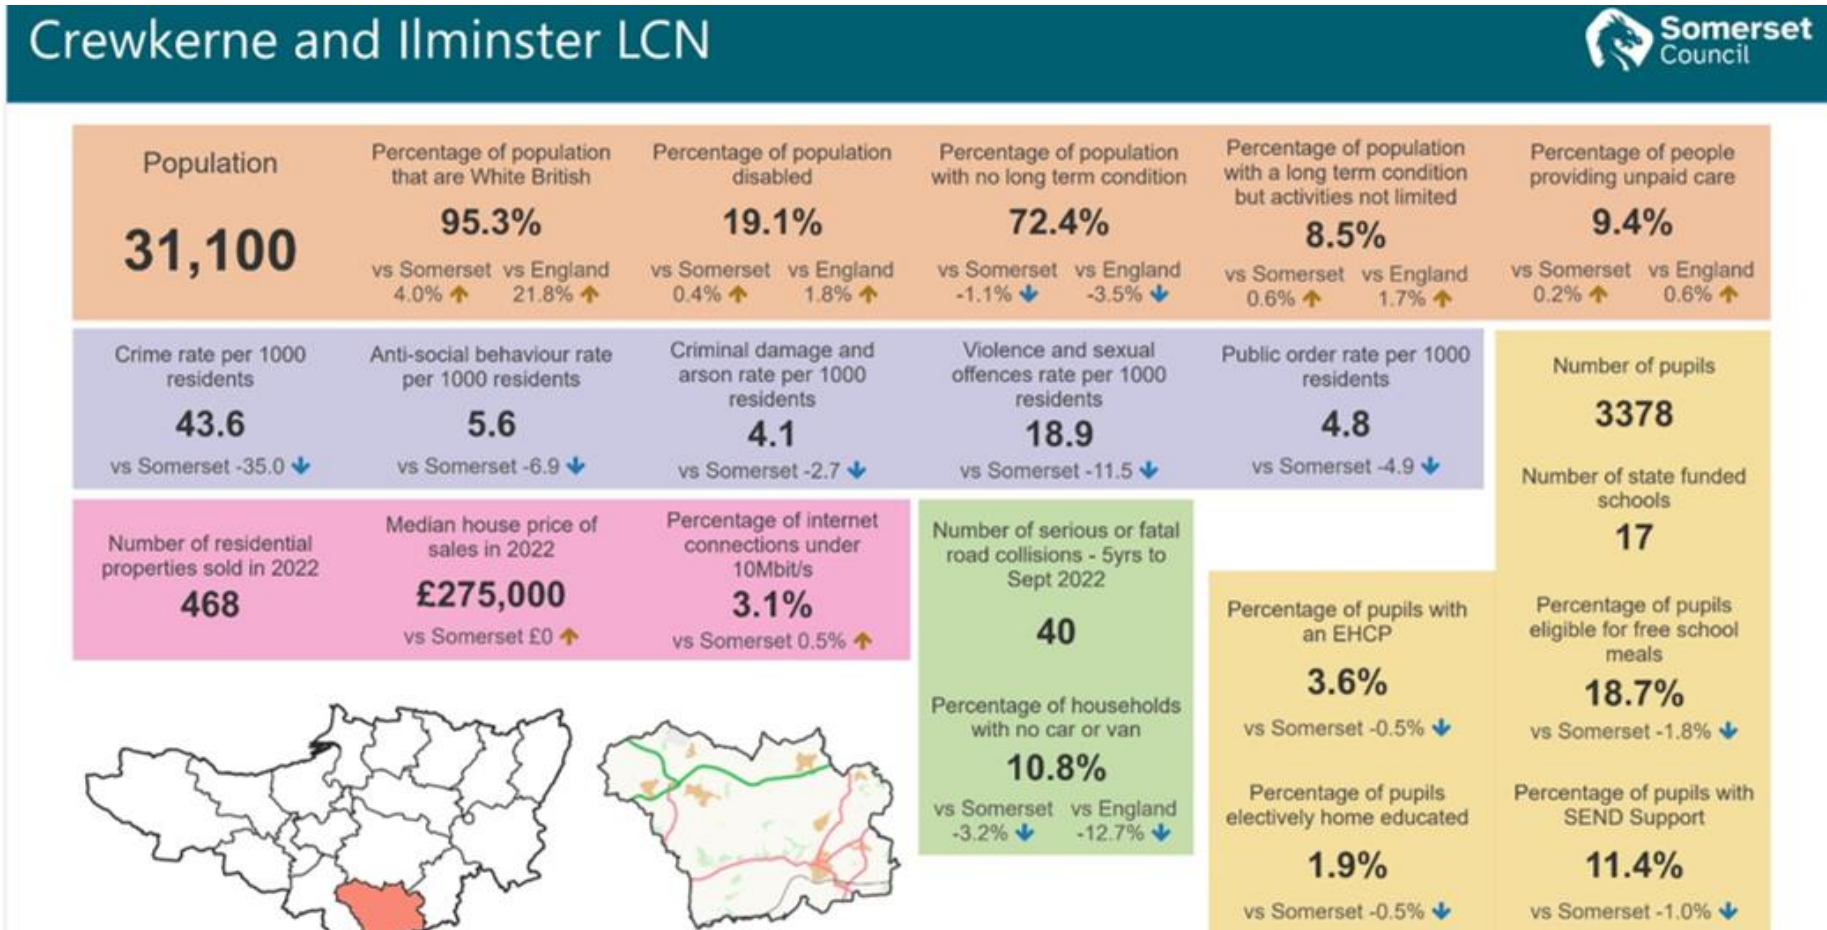 Crewkerne and Ilminster LCN
Somerset
Council
Population
31,100
Percentage of population
that are White British
95.3%
vs Somerset vs England
4.0% 21.8%
Percentage of population
disabled
19.1%
vs Somerset vs England
0.4% 1.8%
Percentage of population
with no long term condition
72.4%
vs Somerset vs England
-1.1% -3.5%
Percentage of population
with a long term condition
but activities not limited
8.5%
vs Somerset vs England
0.6% 1.7%
Percentage of people
providing unpaid care
9.4%
vs Somerset vs England
0.2% 0.6%
Crime rate per 1000
residents
43.6
vs Somerset -35.0
Anti-social behaviour rate
per 1000 residents
5.6
vs Somerset -6.9
Criminal damage and
arson rate per 1000
residents
4.1
vs Somerset -2.7
Violence and sexual
offences rate per 1000
residents
18.9
vs Somerset -11.5
Public order rate per 1000
residents
4.8
vs Somerset -4.9
Number of pupils
3378
Number of state funded
schools
17
Number of residential
properties sold in 2022
468
Median house price of
sales in 2022
£275,000
vs Somerset £0
Percentage of internet
connections under
10Mbit/s
3.1%
vs Somerset 0.5%
Number of serious or fatal
road collisions - 5yrs to
Sept 2022
40
Percentage of households
with no car or van
10.8%
vs Somerset vs England
-3.2% -12.7%
Percentage of pupils with
an EHCP
3.6%
vs Somerset -0.5%
Percentage of pupils
eligible for free school
meals
18.7%
vs Somerset -1.8%
Percentage of pupils
electively home educated
1.9%
vs Somerset -0.5%
Percentage of pupils with
SEND Support
11.4%
vs Somerset -1.0%